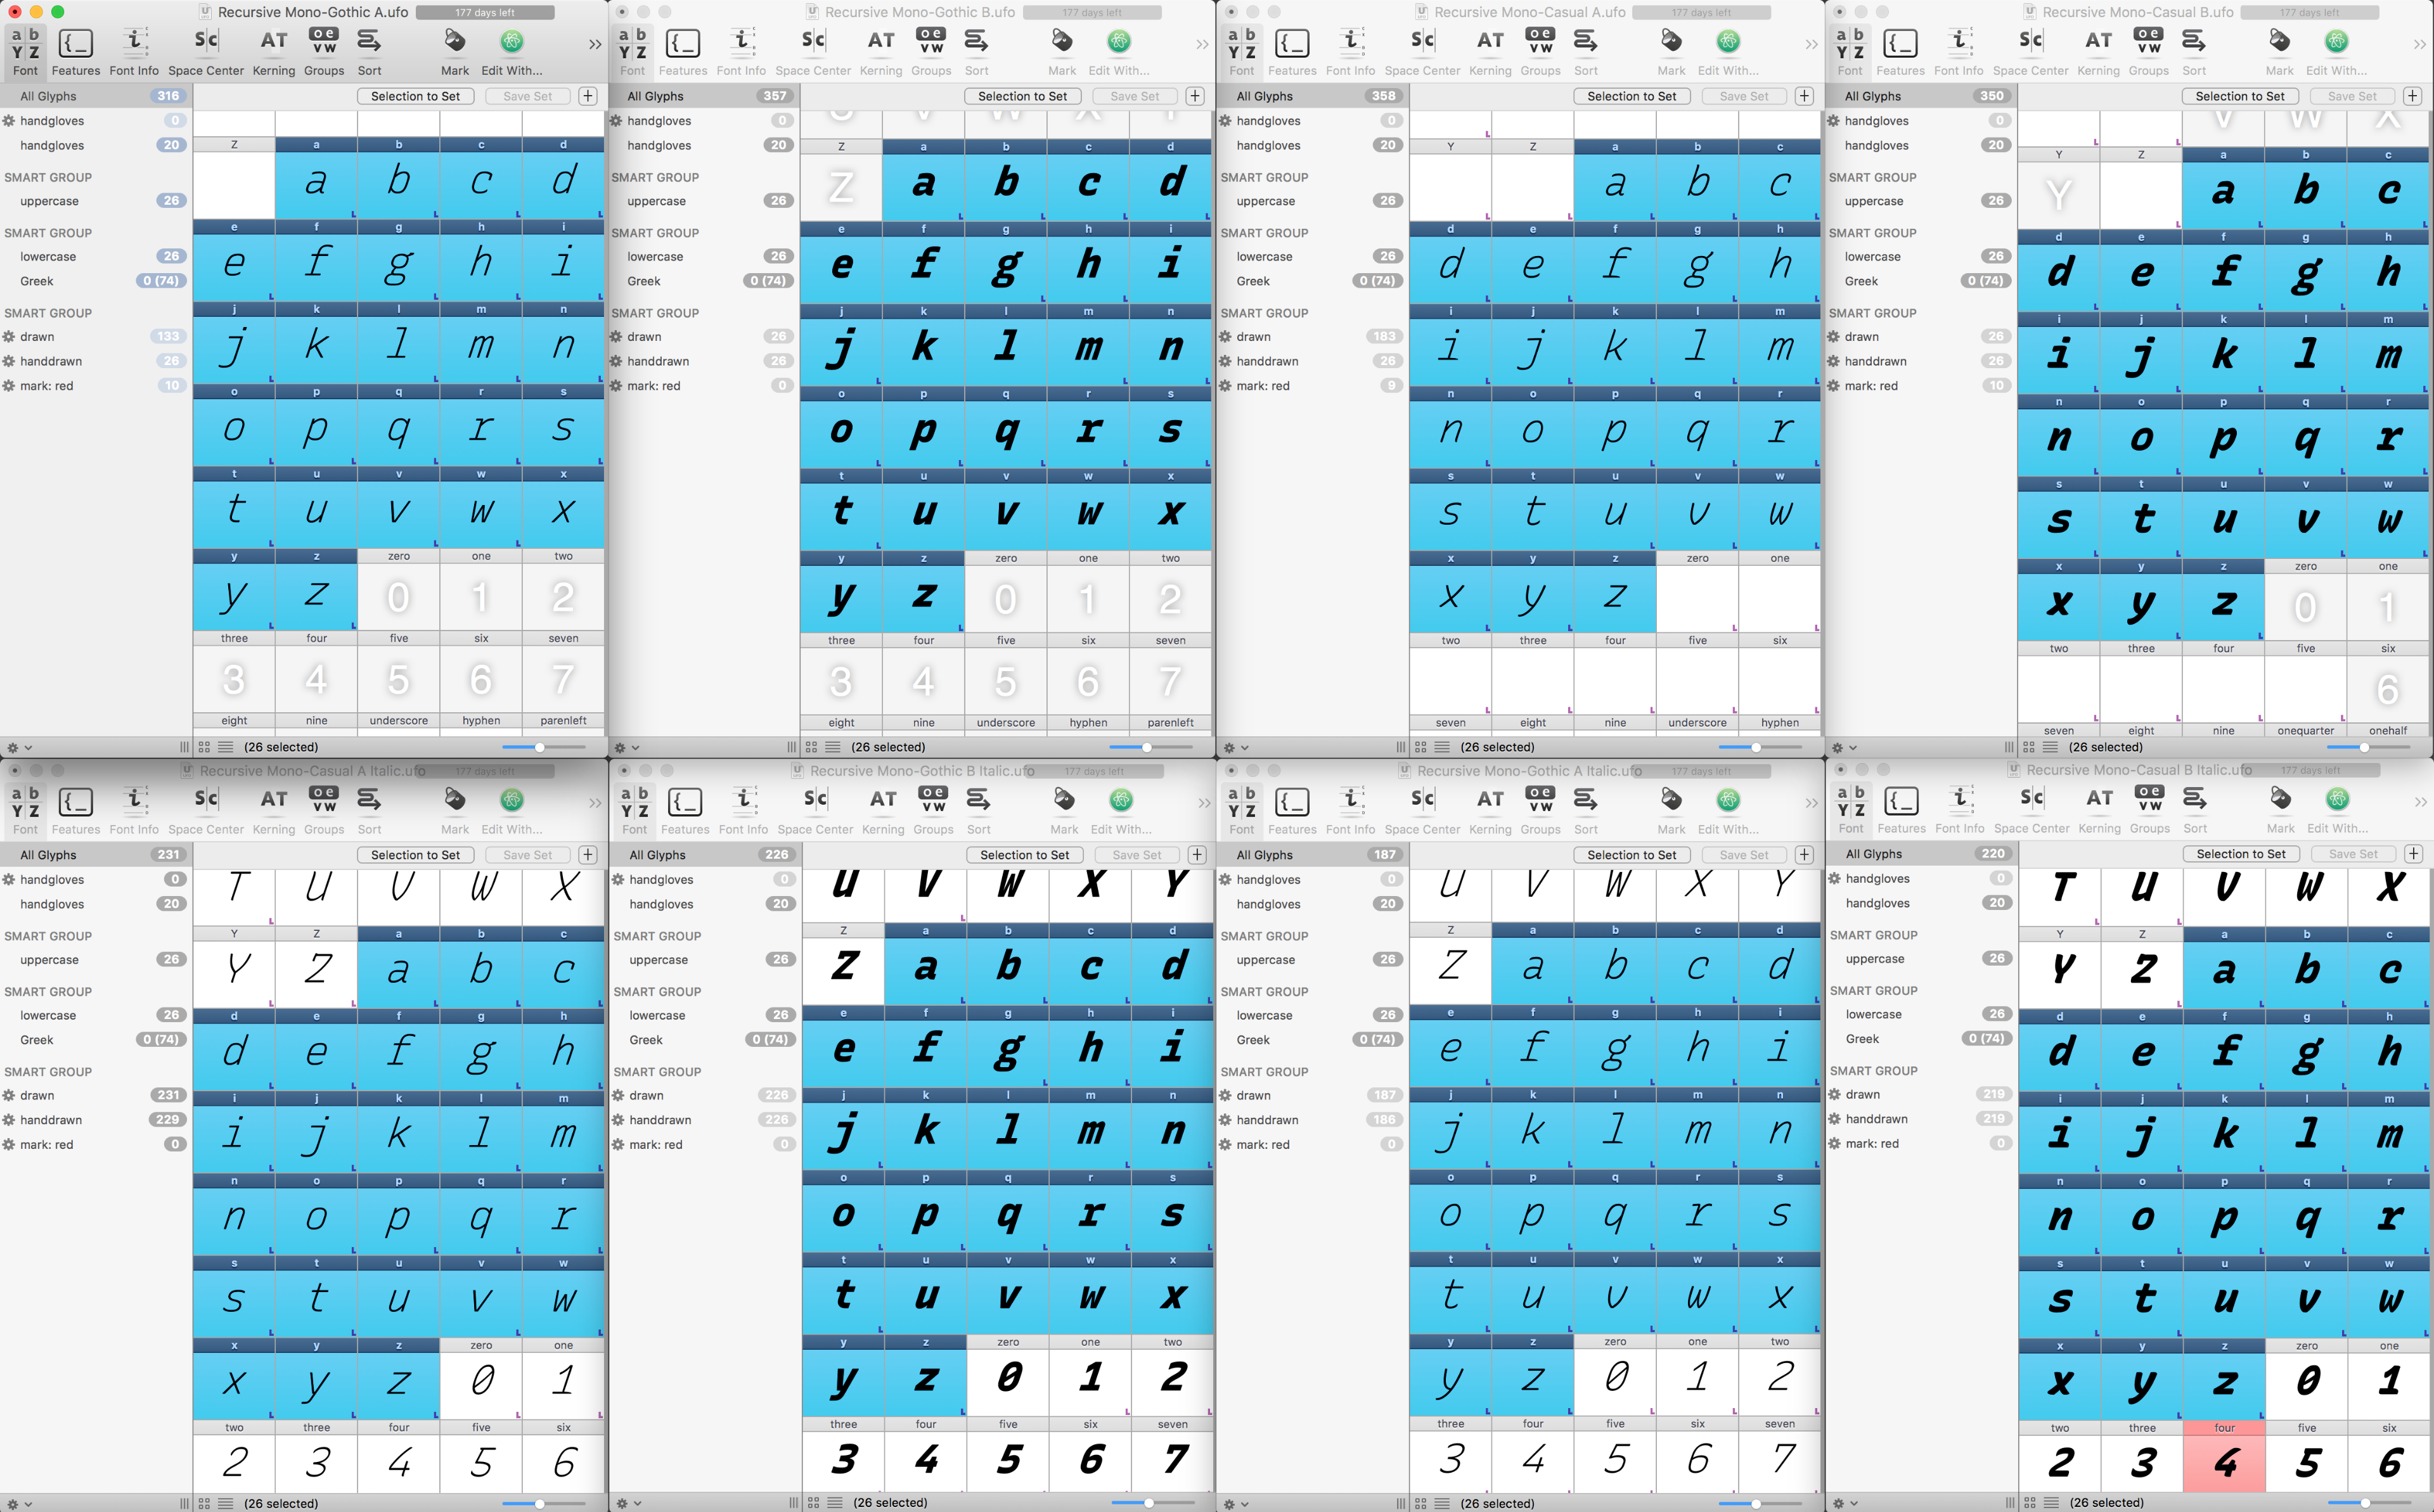 Recursive Mono-Gothic A.ufo 177 days left
Font Features Font Info Space Center Kerning Groups Sort Mark Edit With...
All Glyphs 316
Selection to Set Save Set +
handgloves 0
handgloves 20
SMART GROUP
uppercase 26
SMART GROUP
lowercase 26
Greek 0 (74)
SMART GROUP
drawn 133
handdrawn 26
mark: red 10
Z a b c d
a b c d
e f g h i
e f g h i
j k l m n
j k l m n
o p q r s
o p q r s
t u v w x
t u v w x
y z zero one two
y z 0 1 2
three four five six seven
3 4 5 6 7
eight nine underscore hyphen parenleft
(26 selected)
Recursive Mono-Gothic B.ufo 177 days left
Font Features Font Info Space Center Kerning Groups Sort Mark Edit With...
All Glyphs 357
Selection to Set Save Set +
handgloves 0
handgloves 20
SMART GROUP
uppercase 26
SMART GROUP
lowercase 26
Greek 0 (74)
SMART GROUP
drawn 26
handdrawn 26
mark: red 0
Z a b c d
Z a b c d
e f g h i
e f g h i
j k l m n
j k l m n
o p q r s
o p q r s
t u v w x
t u v w x
y z zero one two
y z 0 1 2
three four five six seven
3 4 5 6 7
eight nine underscore hyphen parenleft
(26 selected)
Recursive Mono-Casual A.ufo 177 days left
Font Features Font Info Space Center Kerning Groups Sort Mark Edit With...
All Glyphs 358
Selection to Set Save Set +
handgloves 0
handgloves 20
SMART GROUP
uppercase 26
SMART GROUP
lowercase 26
Greek 0 (74)
SMART GROUP
drawn 183
handdrawn 26
mark: red 9
Y Z a b c
a b c
d e f g h
d e f g h
i j k l m
i j k l m
n o p q r
n o p q r
s t u v w
s t u v w
x y z zero one
x y z
two three four five six
seven eight nine underscore hyphen
(26 selected)
Recursive Mono-Casual B.ufo 177 days left
Font Features Font Info Space Center Kerning Groups Sort Mark Edit With...
All Glyphs 350
Selection to Set Save Set +
handgloves 0
handgloves 20
SMART GROUP
uppercase 26
SMART GROUP
lowercase 26
Greek 0 (74)
SMART GROUP
drawn 26
handdrawn 26
mark: red 10
V W X
Y Z a b c
Y a b c
d e f g h
d e f g h
i j k l m
i j k l m
n o p q r
n o p q r
s t u v w
s t u v w
x y z zero one
x y z 0 1
two three four five six
6
seven eight nine onequarter onehalf
(26 selected)
Recursive Mono-Casual A Italic.ufo 177 days left
Font Features Font Info Space Center Kerning Groups Sort Mark Edit With...
All Glyphs 231
Selection to Set Save Set +
handgloves 0
handgloves 20
SMART GROUP
uppercase 26
SMART GROUP
lowercase 26
Greek 0 (74)
SMART GROUP
drawn 231
handdrawn 229
mark: red 0
T U V W X
Y Z a b c
Y Z a b c
d e f g h
d e f g h
i j k l m
i j k l m
n o p q r
n o p q r
s t u v w
s t u v w
x y z zero one
x y z 0 1
two three four five six
2 3 4 5 6
(26 selected)
Recursive Mono-Gothic B Italic.ufo 177 days left
Font Features Font Info Space Center Kerning Groups Sort Mark Edit With...
All Glyphs 226
Selection to Set Save Set +
handgloves 0
handgloves 20
SMART GROUP
uppercase 26
SMART GROUP
lowercase 26
Greek 0 (74)
SMART GROUP
drawn 226
handdrawn 226
mark: red 0
U V W X Y
Z a b c d
Z a b c d
e f g h i
e f g h i
j k l m n
j k l m n
o p q r s
o p q r s
t u v w x
t u v w x
y z zero one two
y z 0 1 2
three four five six seven
3 4 5 6 7
(26 selected)
Recursive Mono-Gothic A Italic.ufo 177 days left
Font Features Font Info Space Center Kerning Groups Sort Mark Edit With...
All Glyphs 187
Selection to Set Save Set +
handgloves 0
handgloves 20
SMART GROUP
uppercase 26
SMART GROUP
lowercase 26
Greek 0 (74)
SMART GROUP
drawn 187
handdrawn 186
mark: red 0
U V W X Y
Z a b c d
Z a b c d
e f g h i
e f g h i
j k l m n
j k l m n
o p q r s
o p q r s
t u v w x
t u v w x
y z zero one two
y z 0 1 2
three four five six seven
3 4 5 6 7
(26 selected)
Recursive Mono-Casual B Italic.ufo 177 days left
Font Features Font Info Space Center Kerning Groups Sort Mark Edit With...
All Glyphs 220
Selection to Set Save Set +
handgloves 0
handgloves 20
SMART GROUP
uppercase 26
SMART GROUP
lowercase 26
Greek 0 (74)
SMART GROUP
drawn 219
handdrawn 219
mark: red 0
T U V W X
Y Z a b c
Y Z a b c
d e f g h
d e f g h
i j k l m
i j k l m
n o p q r
n o p q r
s t u v w
s t u v w
x y z zero one
x y z 0 1
two three four five six
2 3 4 5 6
(26 selected)